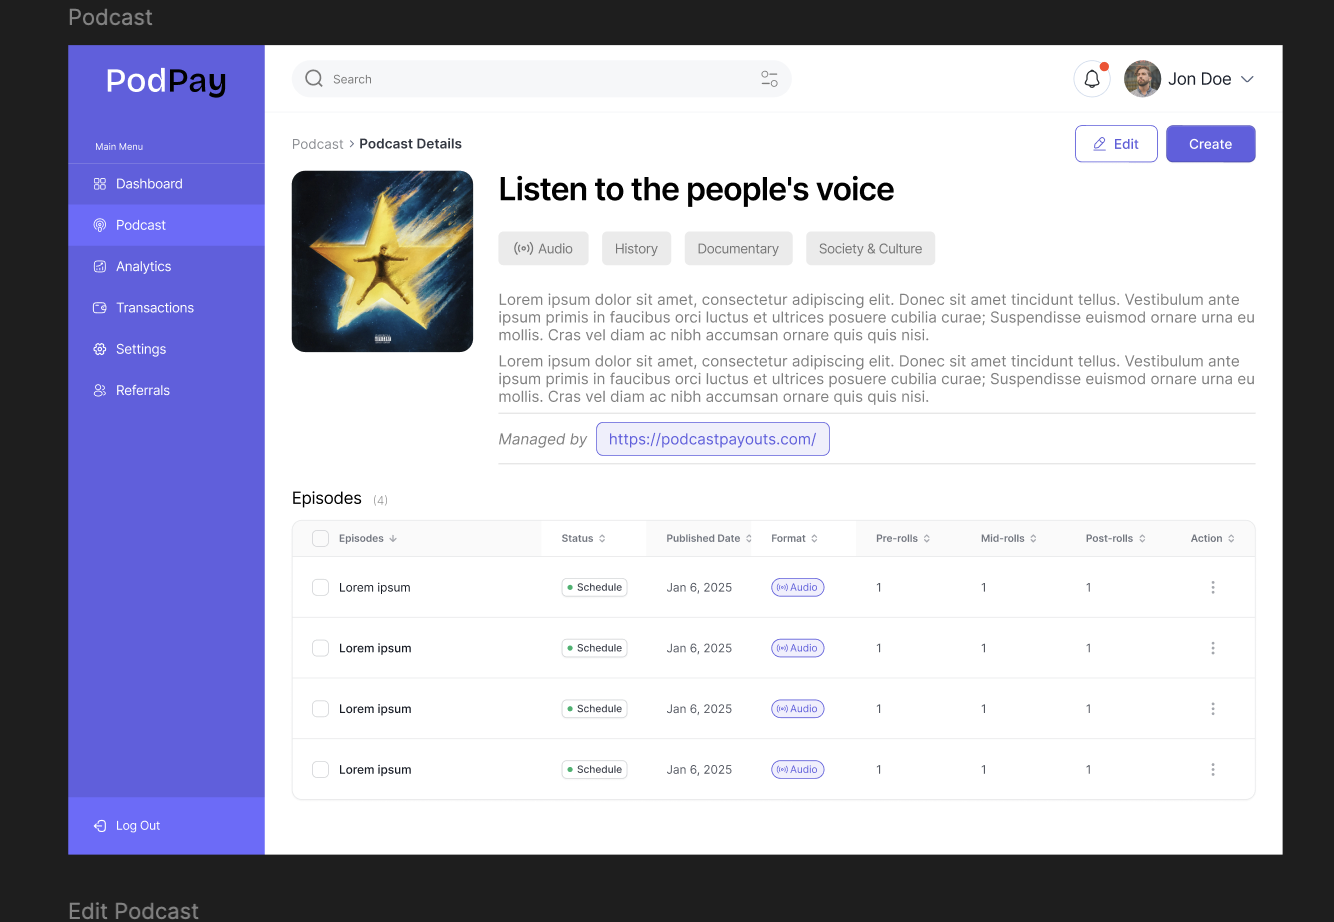 Podcast
PodPay
Search
Jon Doe
Main Menu
Dashboard
Podcast
Analytics
Transactions
Settings
Referrals
Log Out
Podcast > Podcast Details
Edit
Create
Listen to the people's voice
Audio
History
Documentary
Society & Culture
Lorem ipsum dolor sit amet, consectetur adipiscing elit. Donec sit amet tincidunt tellus. Vestibulum ante
ipsum primis in faucibus orci luctus et ultrices posuere cubilia curae; Suspendisse euismod ornare urna eu
mollis. Cras vel diam ac nibh accumsan ornare quis quis nisi.
Lorem ipsum dolor sit amet, consectetur adipiscing elit. Donec sit amet tincidunt tellus. Vestibulum ante
ipsum primis in faucibus orci luctus et ultrices posuere cubilia curae; Suspendisse euismod ornare urna eu
mollis. Cras vel diam ac nibh accumsan ornare quis quis nisi.
Managed by https://podcastpayouts.com/
Episodes (4)
Episodes Status Published Date Format Pre-rolls Mid-rolls Post-rolls Action
Lorem ipsum Schedule Jan 6, 2025 Audio 1 1 1
Lorem ipsum Schedule Jan 6, 2025 Audio 1 1 1
Lorem ipsum Schedule Jan 6, 2025 Audio 1 1 1
Lorem ipsum Schedule Jan 6, 2025 Audio 1 1 1
Edit Podcast